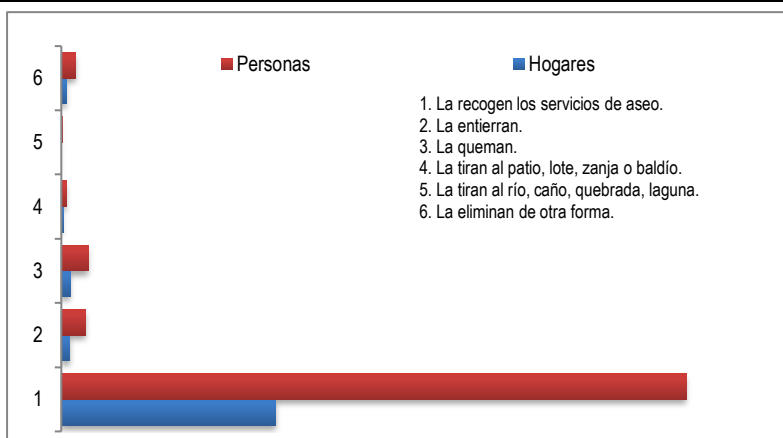 Personas Hogares
1. La recogen los servicios de aseo.
2. La entierran.
3. La queman.
4. La tiran al patio, lote, zanja o baldío.
5. La tiran al río, caño, quebrada, laguna.
6. La eliminan de otra forma.
6
5
4
3
2
1